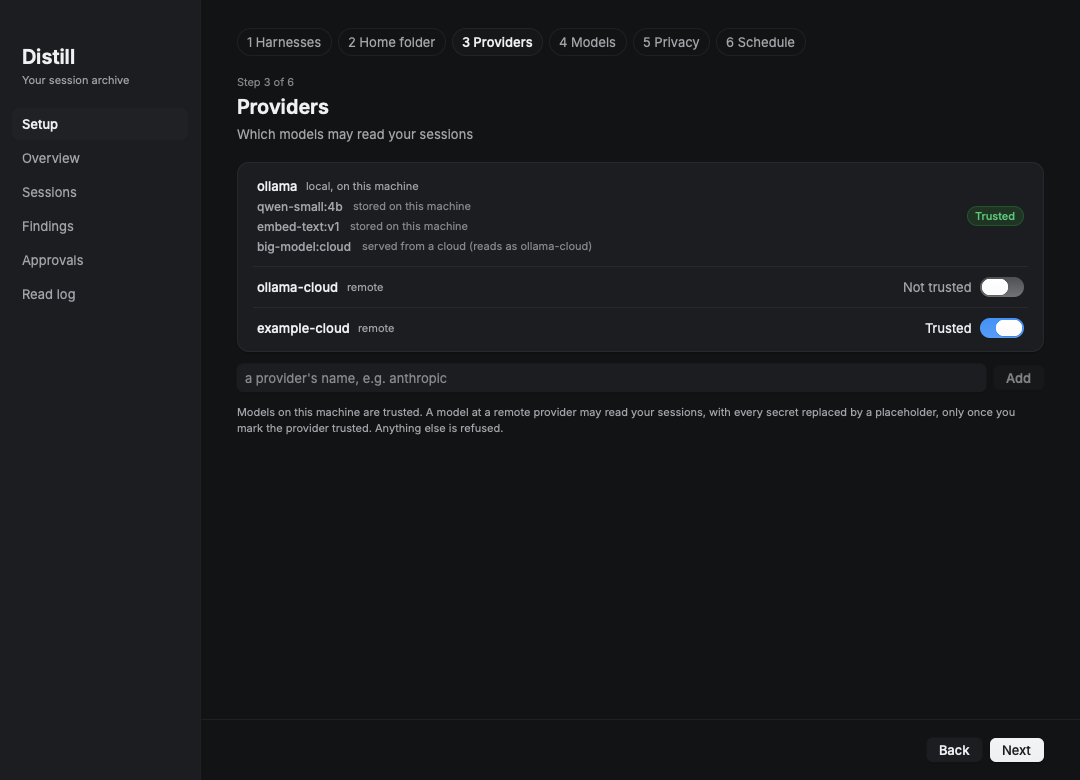 Distill
Your session archive
Setup
Overview
Sessions
Findings
Approvals
Read log
1 Harnesses
2 Home folder
3 Providers
4 Models
5 Privacy
6 Schedule
Step 3 of 6
Providers
Which models may read your sessions
ollama local, on this machine
qwen-small:4b stored on this machine
embed-text:v1 stored on this machine
big-model:cloud served from a cloud (reads as ollama-cloud)
Trusted
ollama-cloud remote
Not trusted
example-cloud remote
Trusted
a provider's name, e.g. anthropic
Add
Models on this machine are trusted. A model at a remote provider may read your sessions, with every secret replaced by a placeholder, only once you
mark the provider trusted. Anything else is refused.
Back
Next